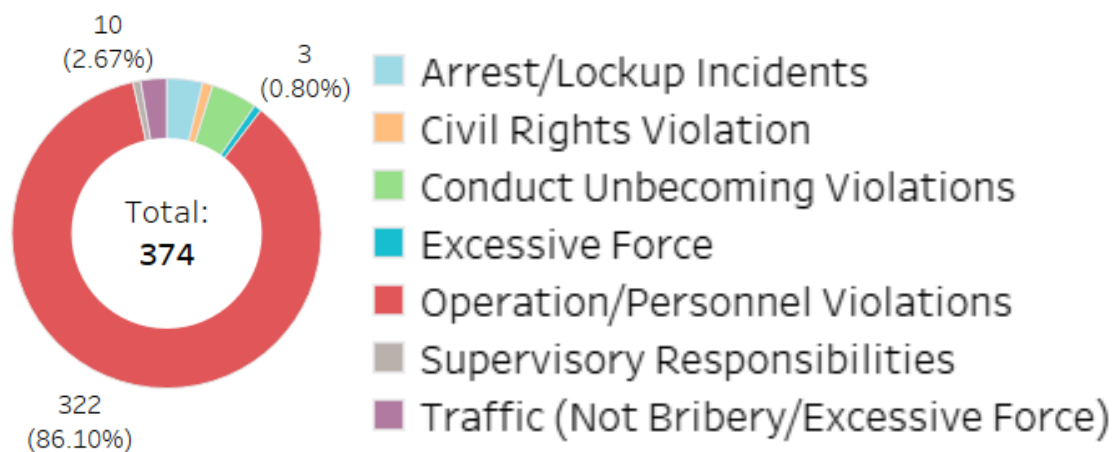 10
(2.67%)
3
(0.80%)
Total:
374
322
(86.10%)
Arrest/Lockup Incidents
Civil Rights Violation
Conduct Unbecoming Violations
Excessive Force
Operation/Personnel Violations
Supervisory Responsibilities
Traffic (Not Bribery/Excessive Force)